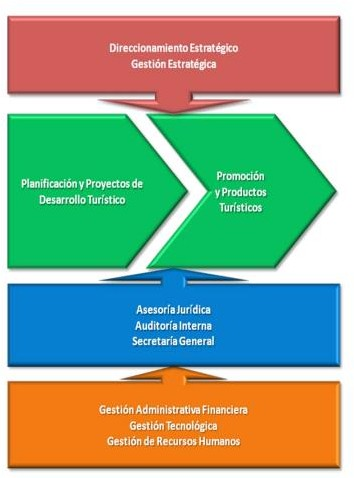 Direccionamiento Estratégico
Gestión Estratégica
Planificación y Proyectos de
Desarrollo Turístico
Promoción
y Productos
Turísticos
Asesoría Jurídica
Auditoría Interna
Secretaría General
Gestión Administrativa Financiera
Gestión Tecnológica
Gestión de Recursos Humanos